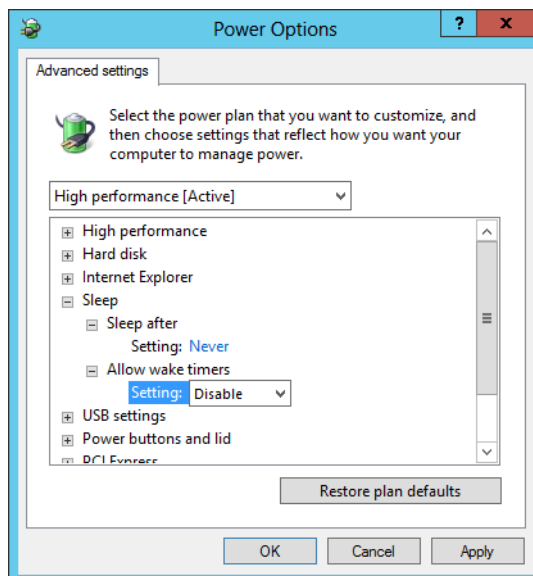 Power Options
? x
Advanced settings
Select the power plan that you want to customize, and
then choose settings that reflect how you want your
computer to manage power.
High performance [Active]
High performance
Hard disk
Internet Explorer
Sleep
Sleep after
Setting: Never
Allow wake timers
Setting: Disable
USB settings
Power buttons and lid
PCI Express
Restore plan defaults
OK Cancel Apply